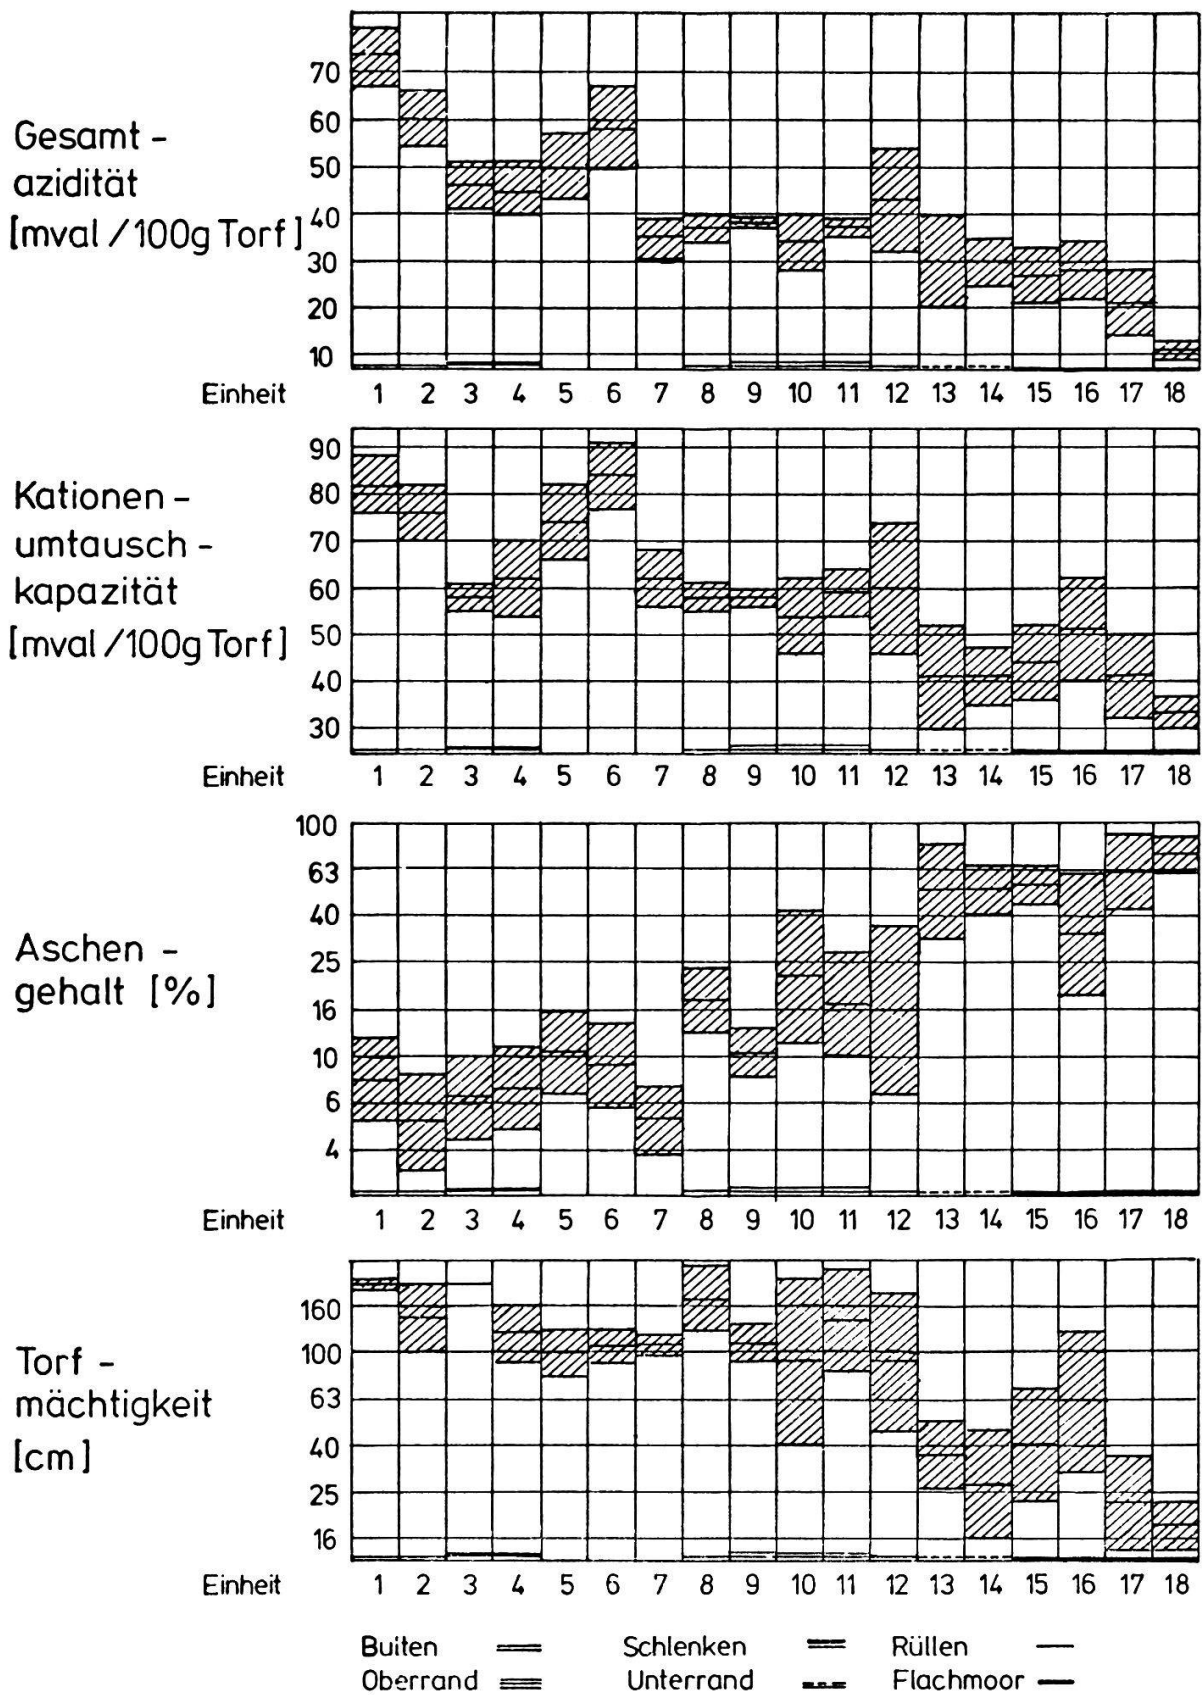 Gesamt -
azidität
[mval / 100g Torf]
70
60
50
40
30
20
10
Einheit 1 2 3 4 5 6 7 8 9 10 11 12 13 14 15 16 17 18
Kationen -
umtausch -
kapazität
[mval / 100g Torf]
90
80
70
60
50
40
30
Einheit 1 2 3 4 5 6 7 8 9 10 11 12 13 14 15 16 17 18
Aschen -
gehalt [%]
100
63
40
25
16
10
6
4
Einheit 1 2 3 4 5 6 7 8 9 10 11 12 13 14 15 16 17 18
Torf -
mächtigkeit
[cm]
160
100
63
40
25
16
Einheit 1 2 3 4 5 6 7 8 9 10 11 12 13 14 15 16 17 18
Bulten Schlenken Rüllen
Oberrand Unterrand Flachmoor